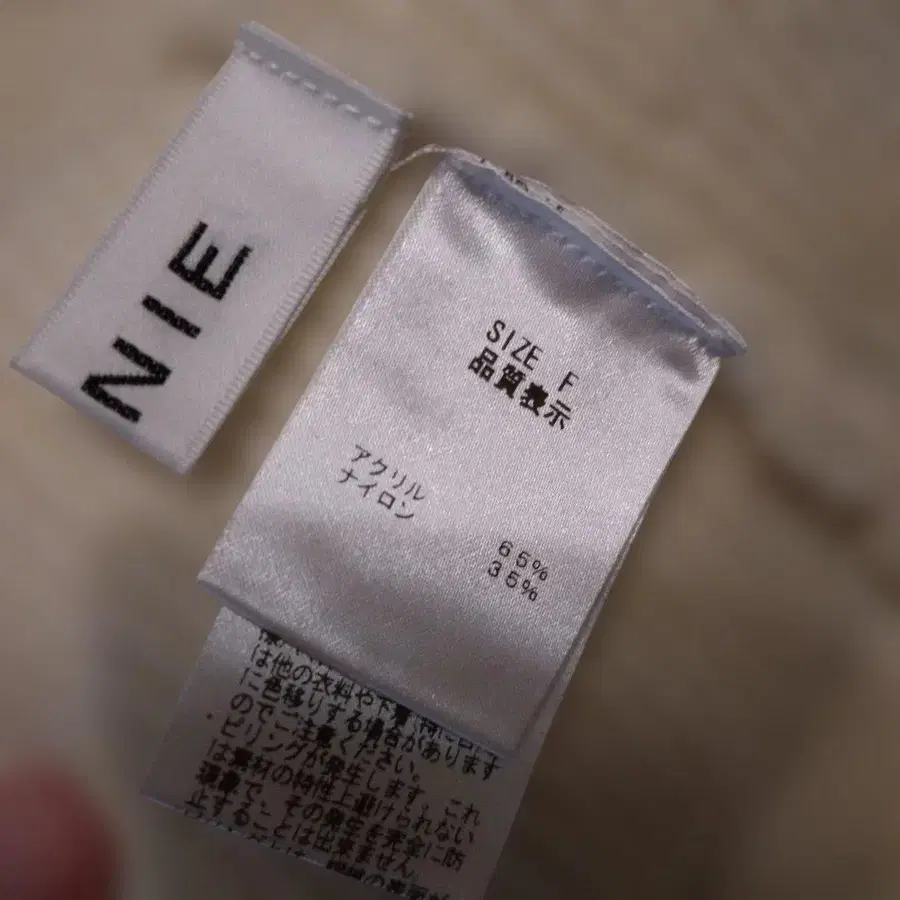 NIE
SIZE F
品質表示
アクリル
ナイロン
65%
35%
は他の衣料や下着
に色移りする場合があります
のでご注意ください。
・ピリングが発生します。これ
は素材の特性上避けられない
現象で、その発生を完全に防
止することは出来ません。